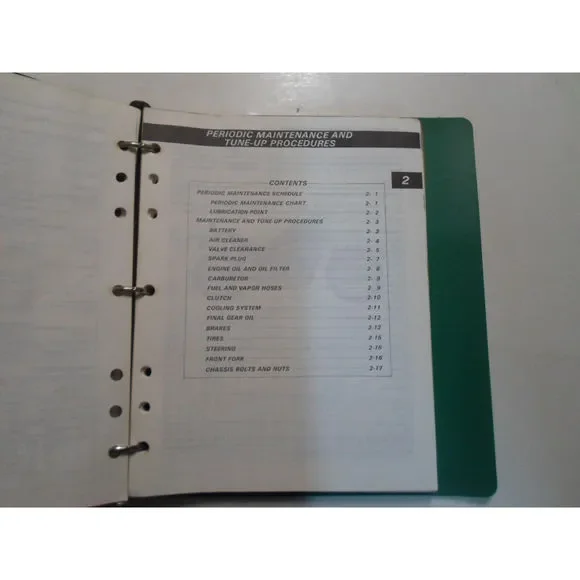 PERIODIC MAINTENANCE AND
TUNE-UP PROCEDURES
2
CONTENTS
PERIODIC MAINTENANCE SCHEDULE 2- 1
PERIODIC MAINTENANCE CHART 2- 1
LUBRICATION POINT 2- 2
MAINTENANCE AND TUNE-UP PROCEDURES 2- 3
BATTERY 2- 3
AIR CLEANER 2- 4
VALVE CLEARANCE 2- 5
SPARK PLUG 2- 7
ENGINE OIL AND OIL FILTER 2- 8
CARBURETOR 2- 8
FUEL AND VAPOR HOSES 2- 9
CLUTCH 2-10
COOLING SYSTEM 2-11
FINAL GEAR OIL 2-12
BRAKES 2-12
TIRES 2-15
STEERING 2-16
FRONT FORK 2-16
CHASSIS BOLTS AND NUTS 2-17